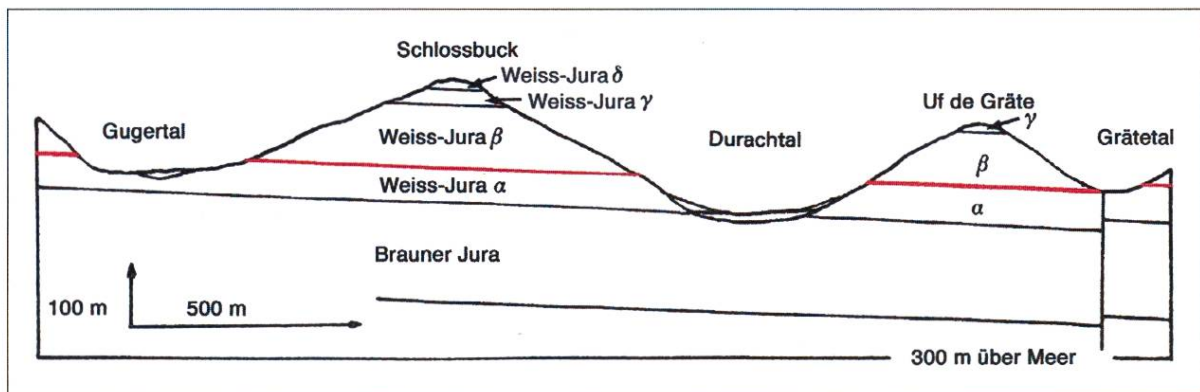 Schlossbuck
Weiss-Jura δ
Weiss-Jura γ
Uf de Gräte
γ
Gugertal
Weiss-Jura β
Durachtal
Grätetal
β
Weiss-Jura α
α
Brauner Jura
100 m
500 m
300 m über Meer